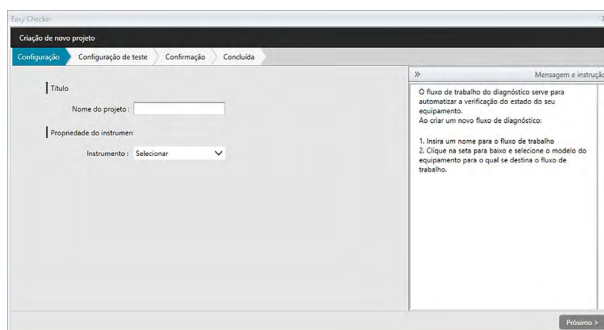 Easy Checker
Criação de novo projeto
Configuração
Configuração de teste
Confirmação
Concluída
Título
Nome do projeto :
Propriedade do instrumen
Instrumento : Selecionar
» Mensagem e instrução
O fluxo de trabalho do diagnóstico serve para
automatizar a verificação do estado do seu
equipamento.
Ao criar um novo fluxo de diagnóstico:
1. Insira um nome para o fluxo de trabalho
2. Clique na seta para baixo e selecione o modelo do
equipamento para o qual se destina o fluxo de
trabalho.
Próximo >